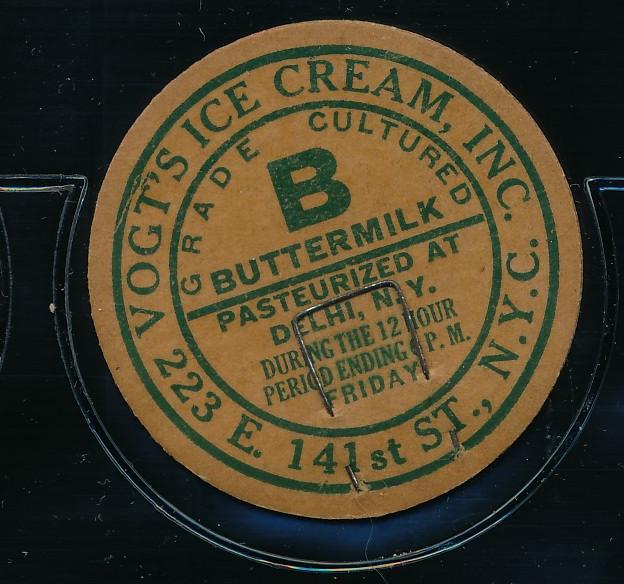 VOGT'S ICE CREAM, INC.
223 E. 141st ST., N.Y.C.
GRADE B CULTURED
BUTTERMILK
PASTEURIZED AT
DELHI, N.Y.
DURING THE 12 HOUR
PERIOD ENDING P. M.
FRIDAY